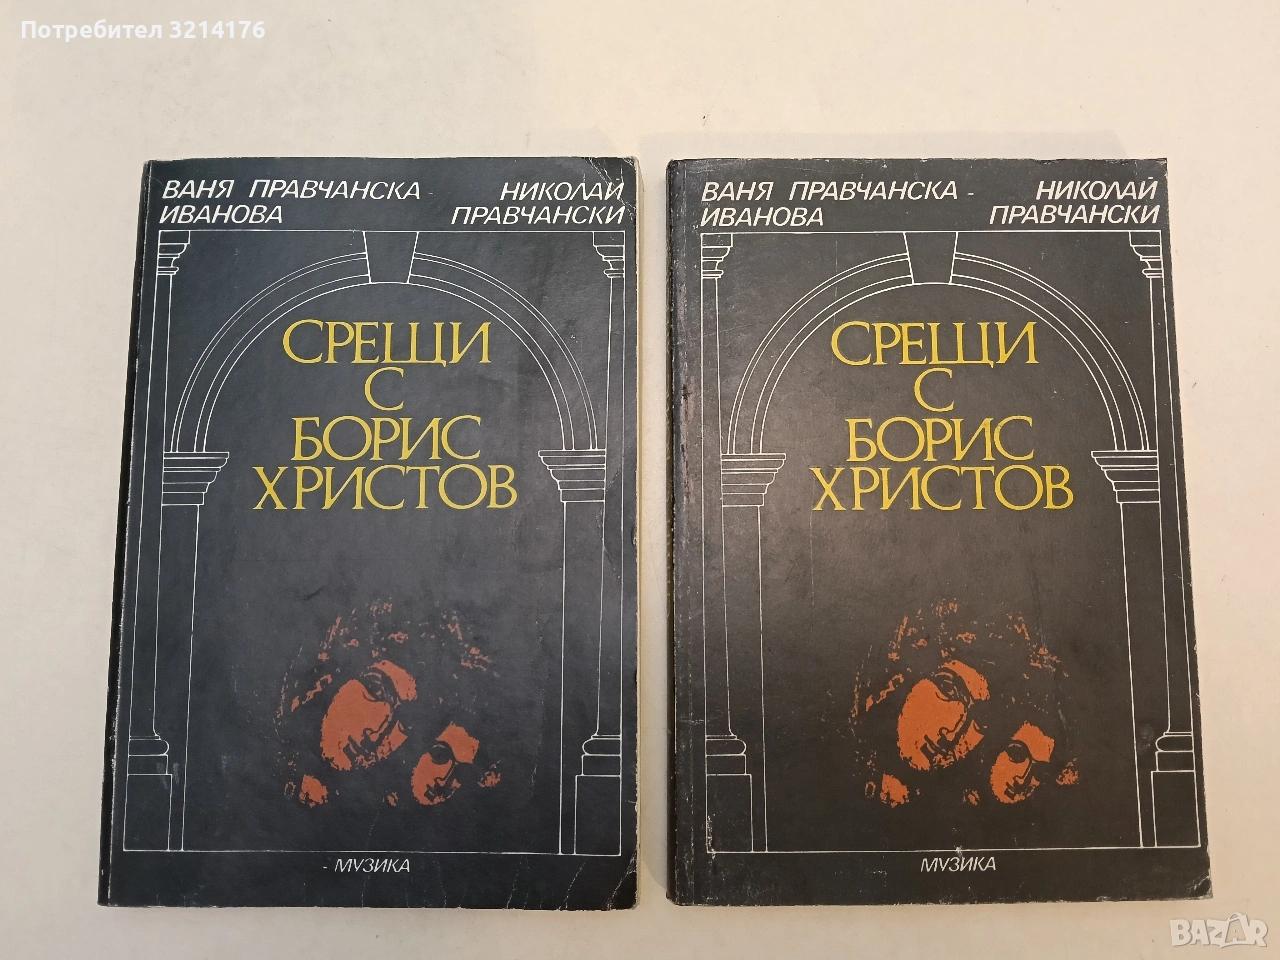 Потребител 3214176
ВАНЯ ПРАВЧАНСКА - НИКОЛАЙ
ИВАНОВА ПРАВЧАНСКИ
СРЕЩИ
С
БОРИС
ХРИСТОВ
МУЗИКА
ВАНЯ ПРАВЧАНСКА - НИКОЛАЙ
ИВАНОВА ПРАВЧАНСКИ
СРЕЩИ
С
БОРИС
ХРИСТОВ
МУЗИКА
BAZAR